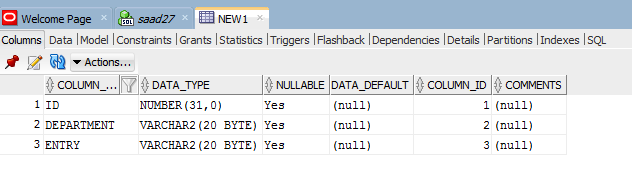 Welcome Page saad27 NEW1
Columns Data Model Constraints Grants Statistics Triggers Flashback Dependencies Details Partitions Indexes SQL
Actions...
COLUMN_... DATA_TYPE NULLABLE DATA_DEFAULT COLUMN_ID COMMENTS
1 ID NUMBER(31,0) Yes (null) 1 (null)
2 DEPARTMENT VARCHAR2(20 BYTE) Yes (null) 2 (null)
3 ENTRY VARCHAR2(20 BYTE) Yes (null) 3 (null)